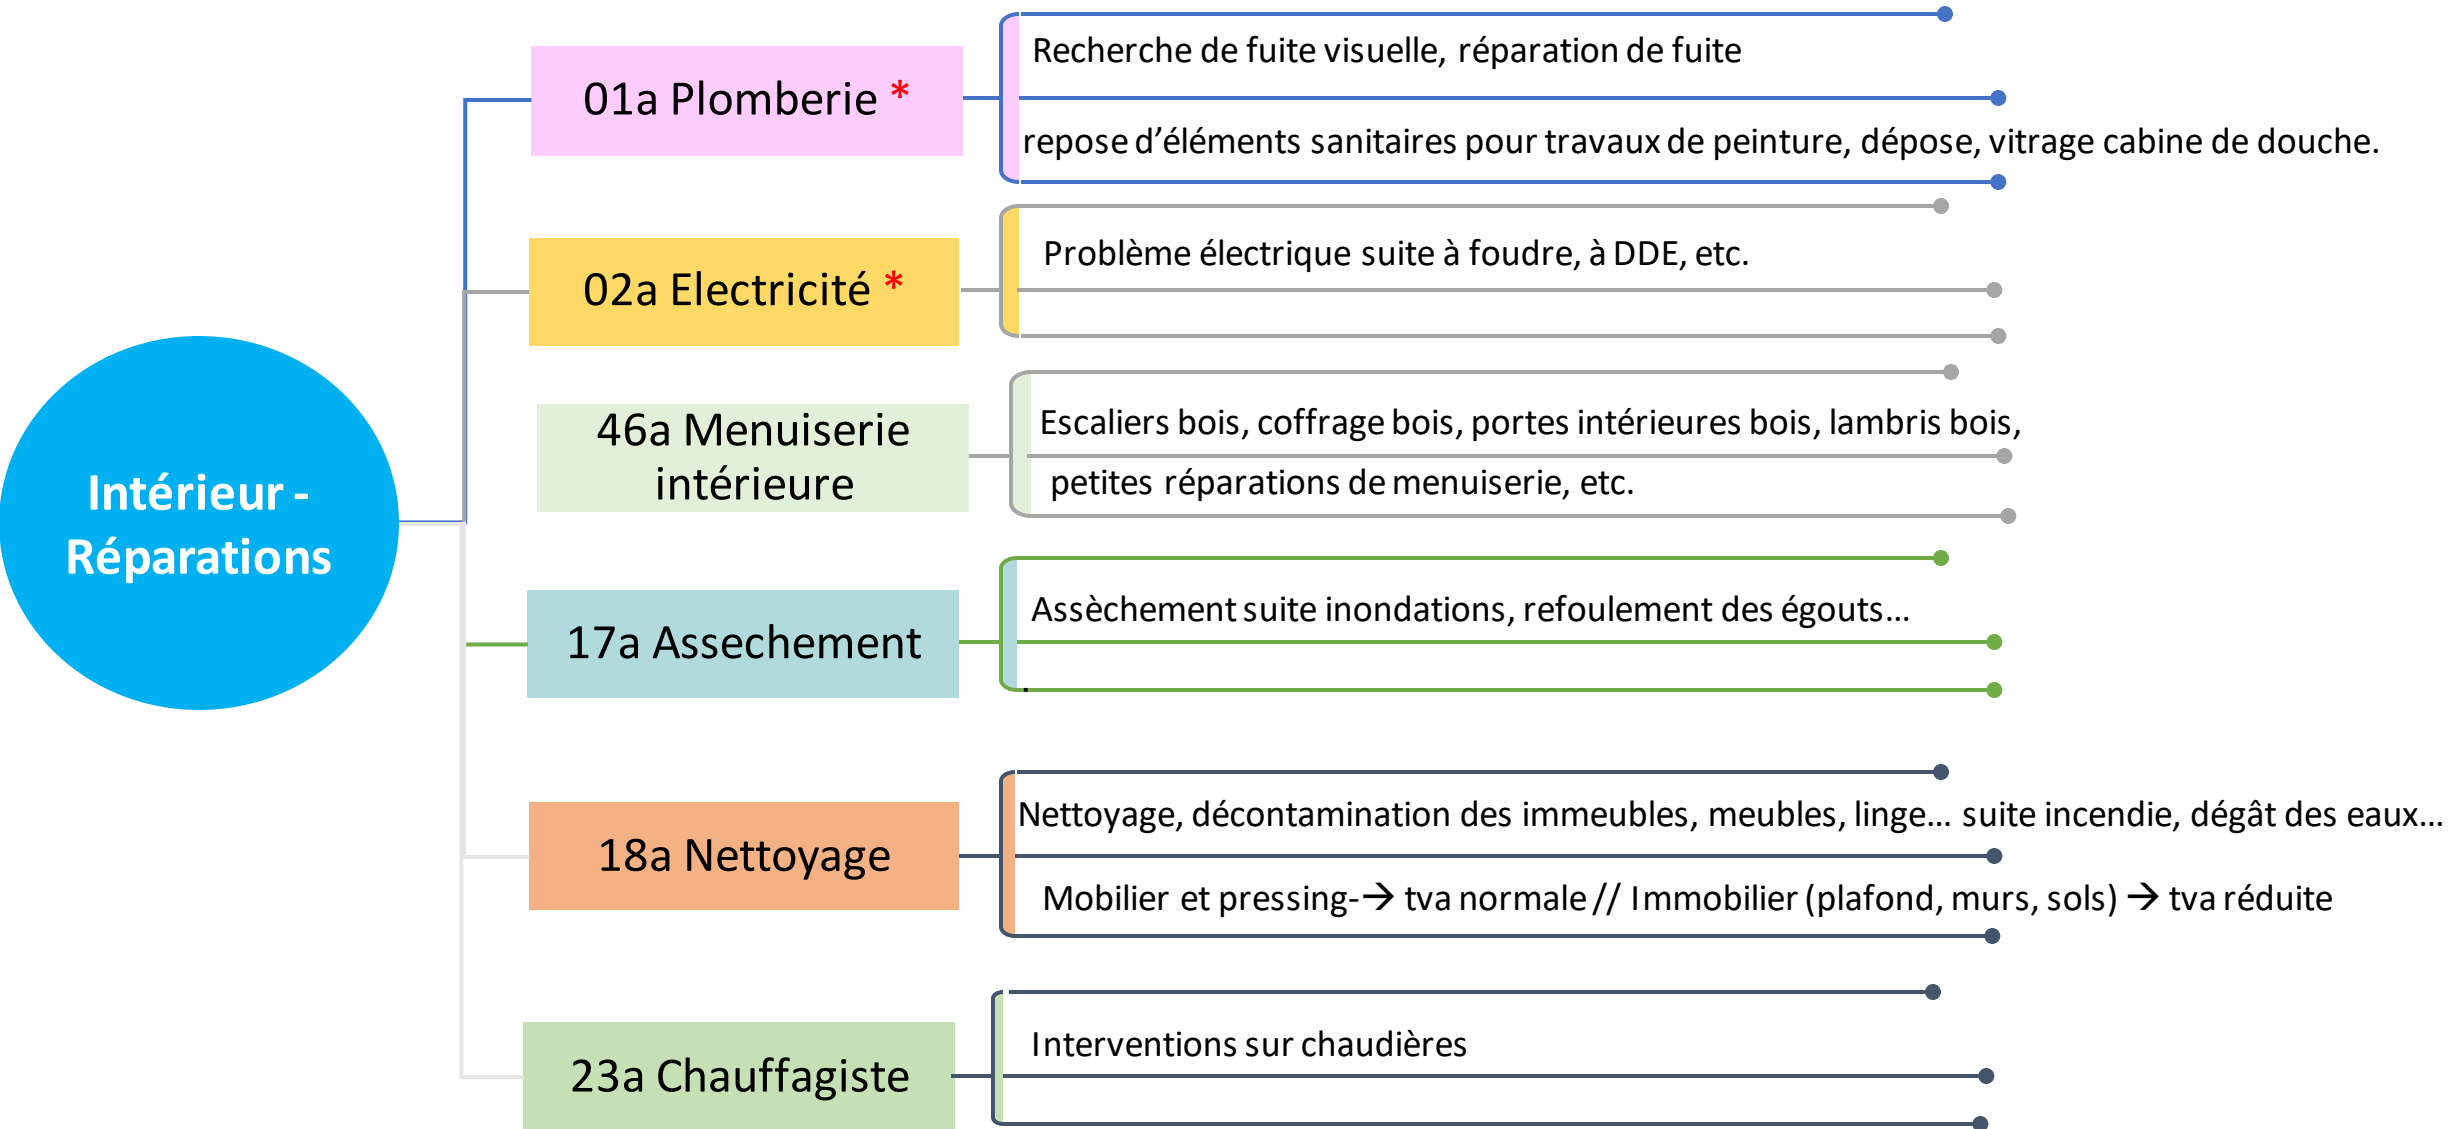 Intérieur -
Réparations
01a Plomberie *
Recherche de fuite visuelle, réparation de fuite
repose d’éléments sanitaires pour travaux de peinture, dépose, vitrage cabine de douche.
02a Electricité *
Problème électrique suite à foudre, à DDE, etc.
46a Menuiserie
intérieure
Escaliers bois, coffrage bois, portes intérieures bois, lambris bois,
petites réparations de menuiserie, etc.
17a Assechement
Assèchement suite inondations, refoulement des égouts…
.
18a Nettoyage
Nettoyage, décontamination des immeubles, meubles, linge… suite incendie, dégât des eaux…
Mobilier et pressing-→ tva normale // Immobilier (plafond, murs, sols) → tva réduite
23a Chauffagiste
Interventions sur chaudières